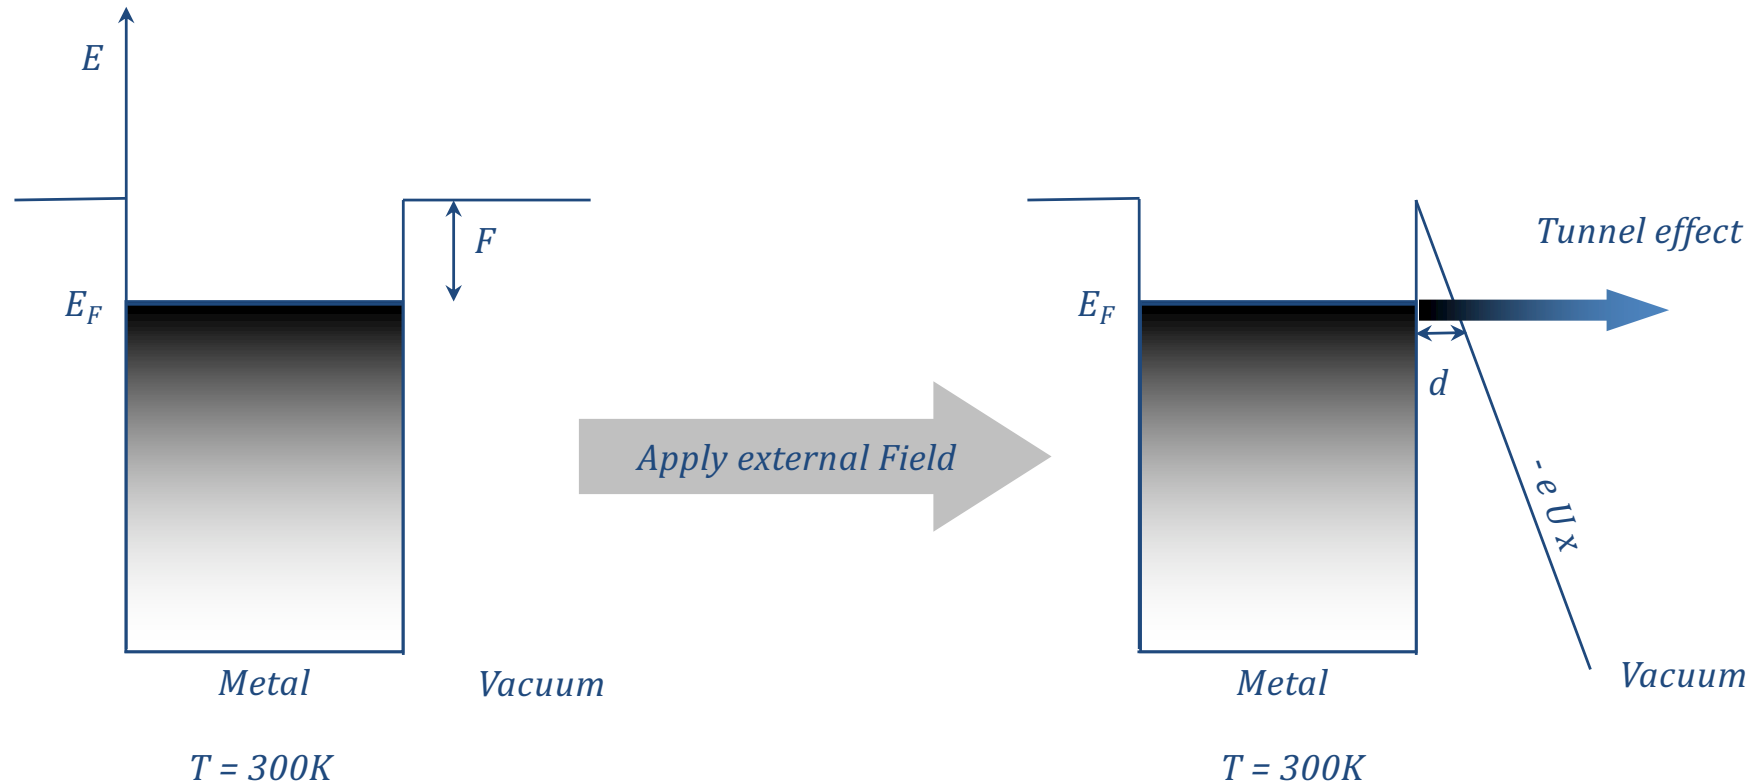 E
F
E_F
Metal
Vacuum
T = 300K
Apply external Field
Tunnel effect
E_F
d
- e U x
Metal
Vacuum
T = 300K